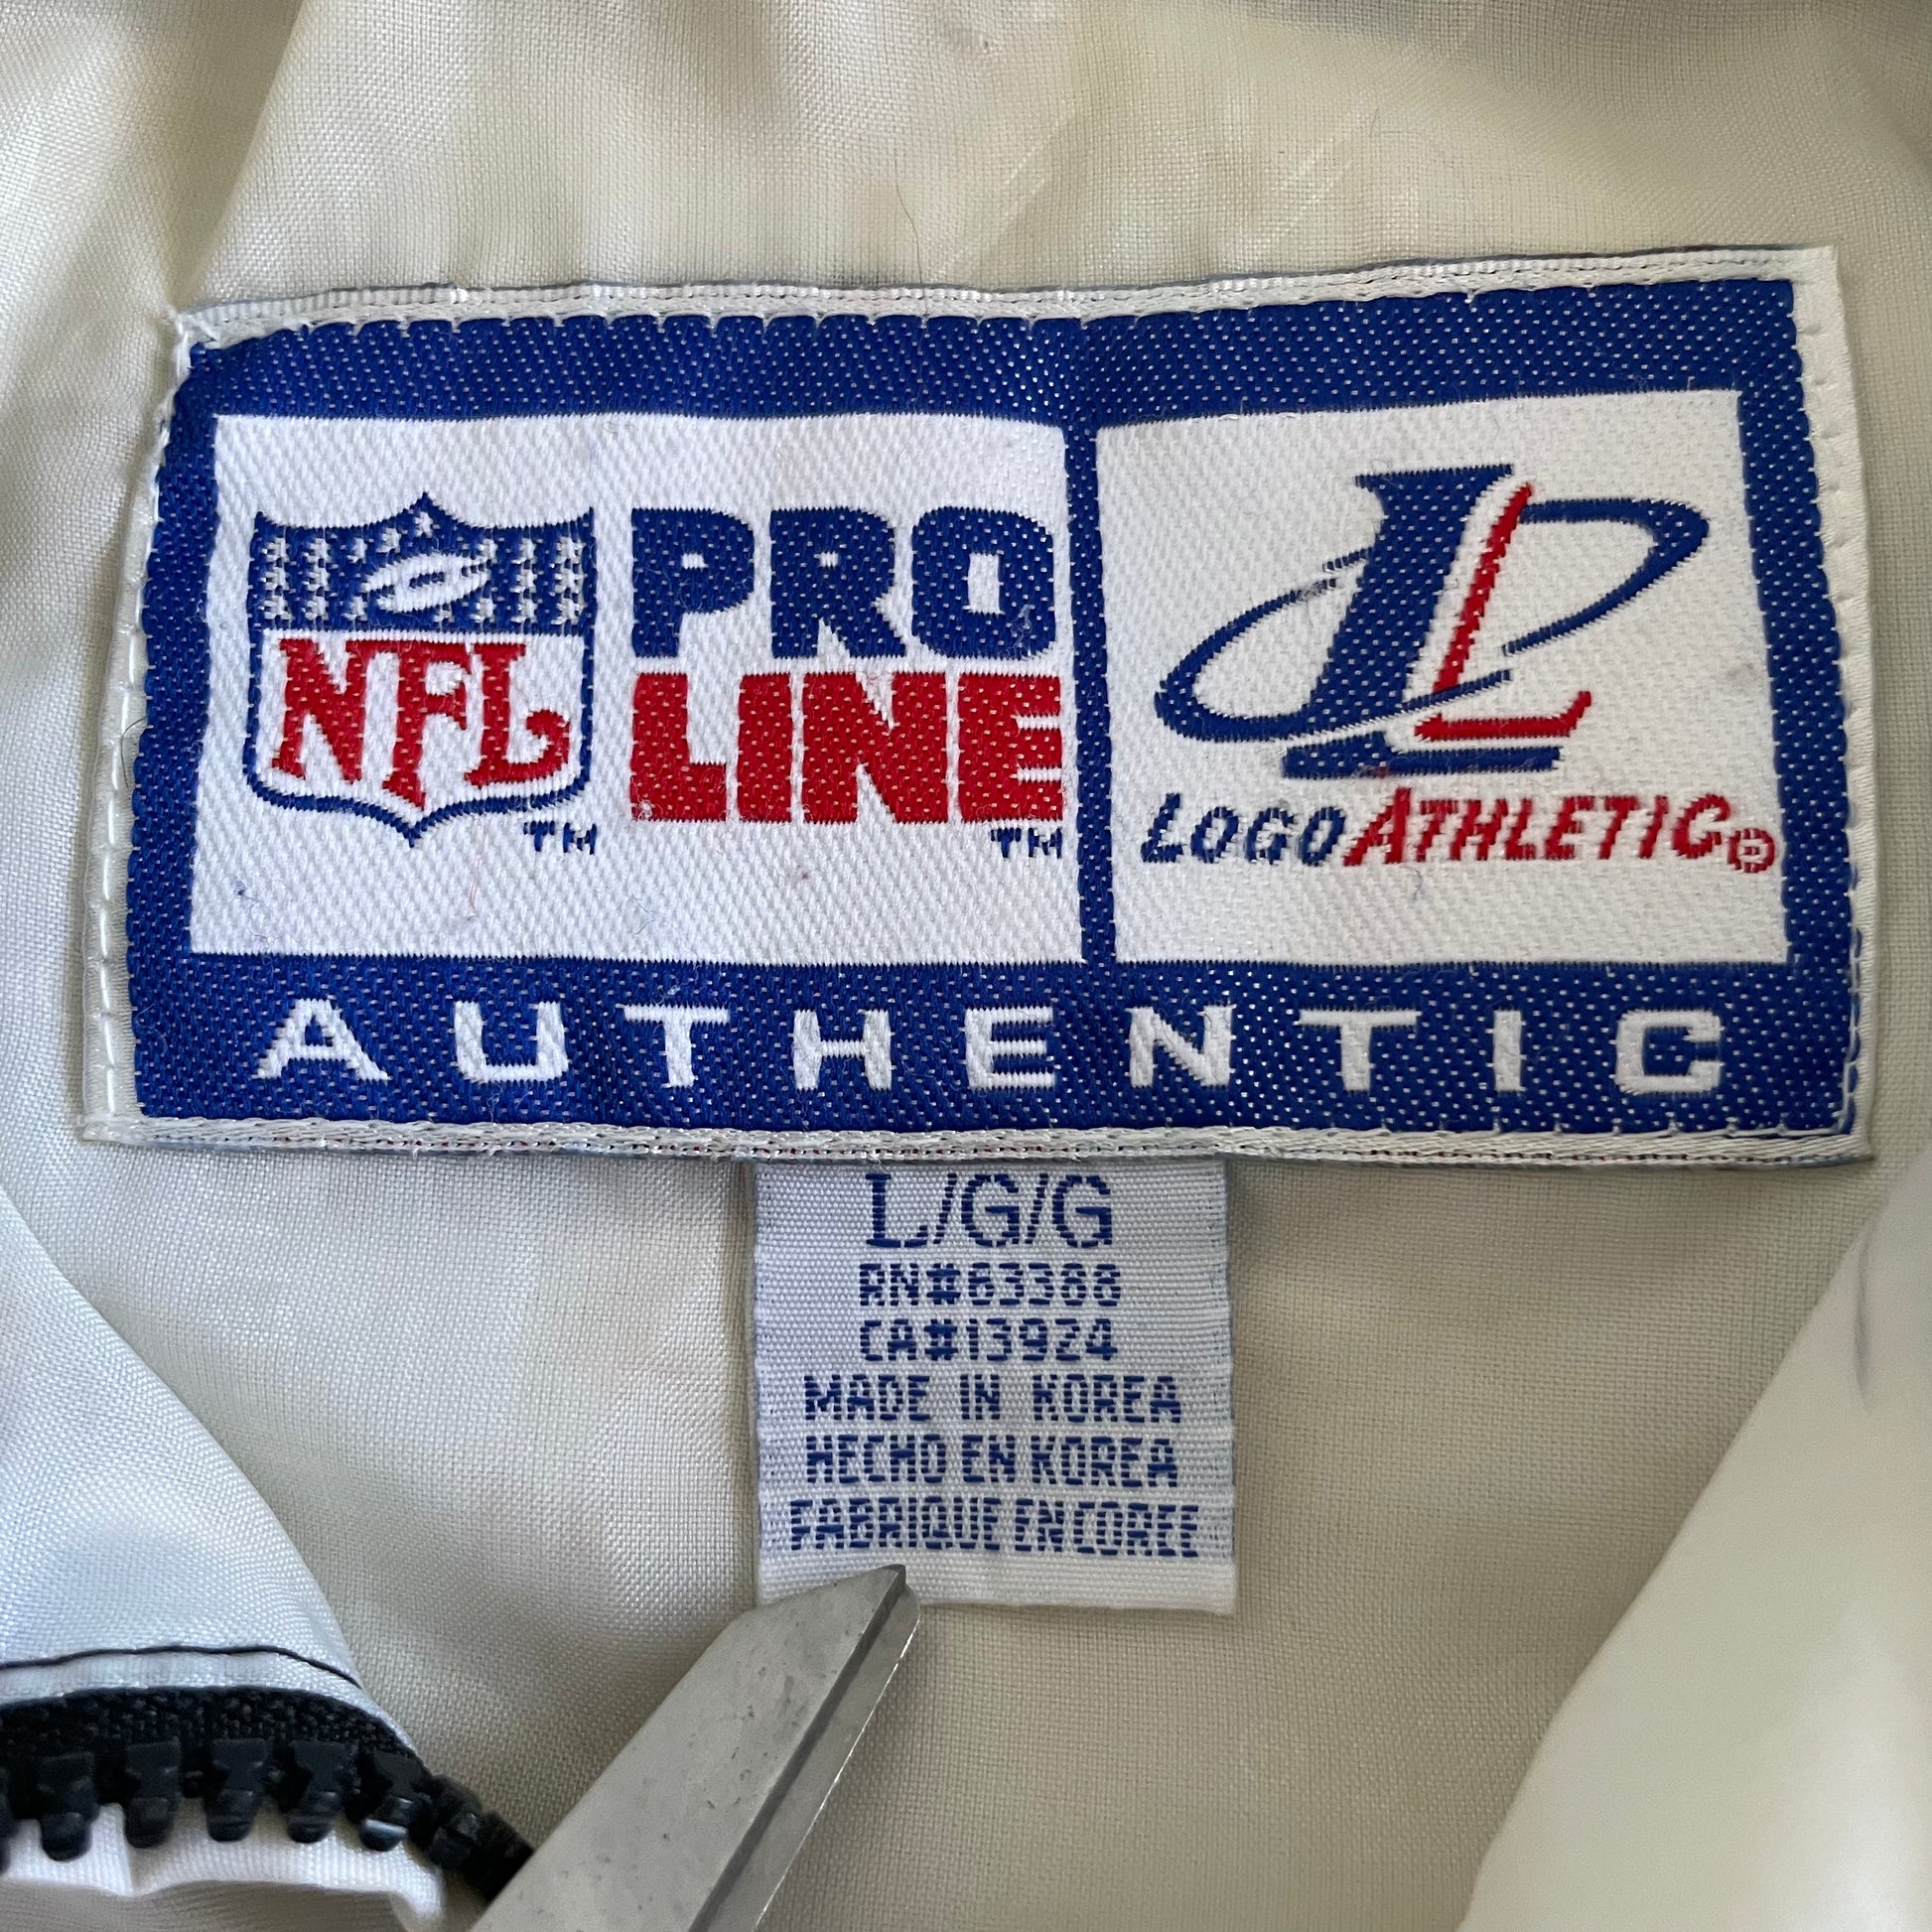 NFL
TM
PRO
LINE
TM
L
LOGO ATHLETIC®
AUTHENTIC
L/G/G
RN#63388
CA#13924
MADE IN KOREA
HECHO EN KOREA
FABRIQUE EN COREE